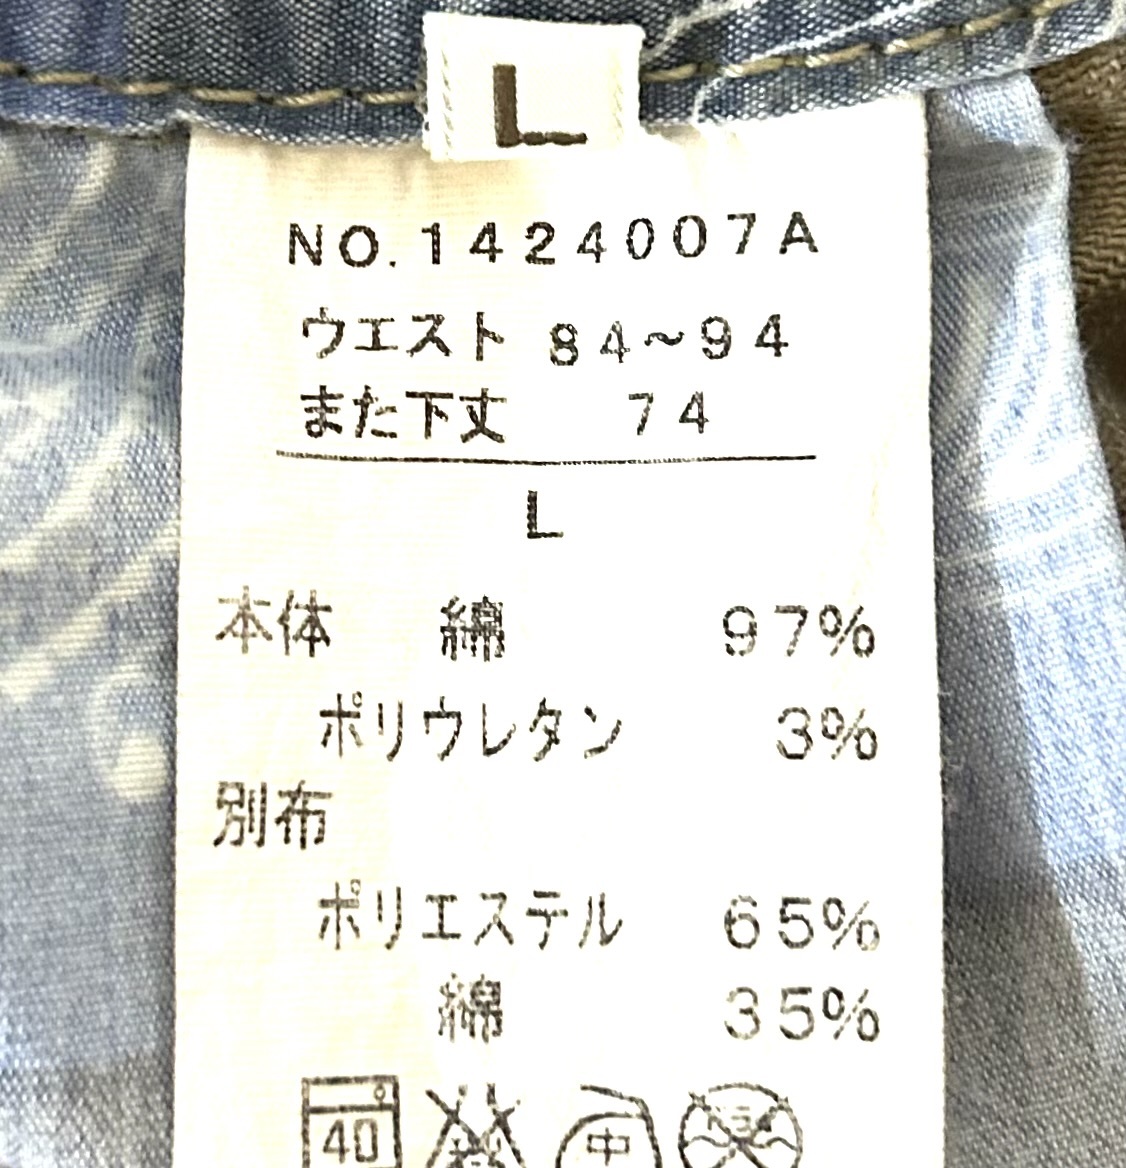 L
NO.1424007A
ウエスト 84~94
また下丈 74
L
本体 綿 97%
ポリウレタン 3%
別布
ポリエステル 65%
綿 35%
40 中